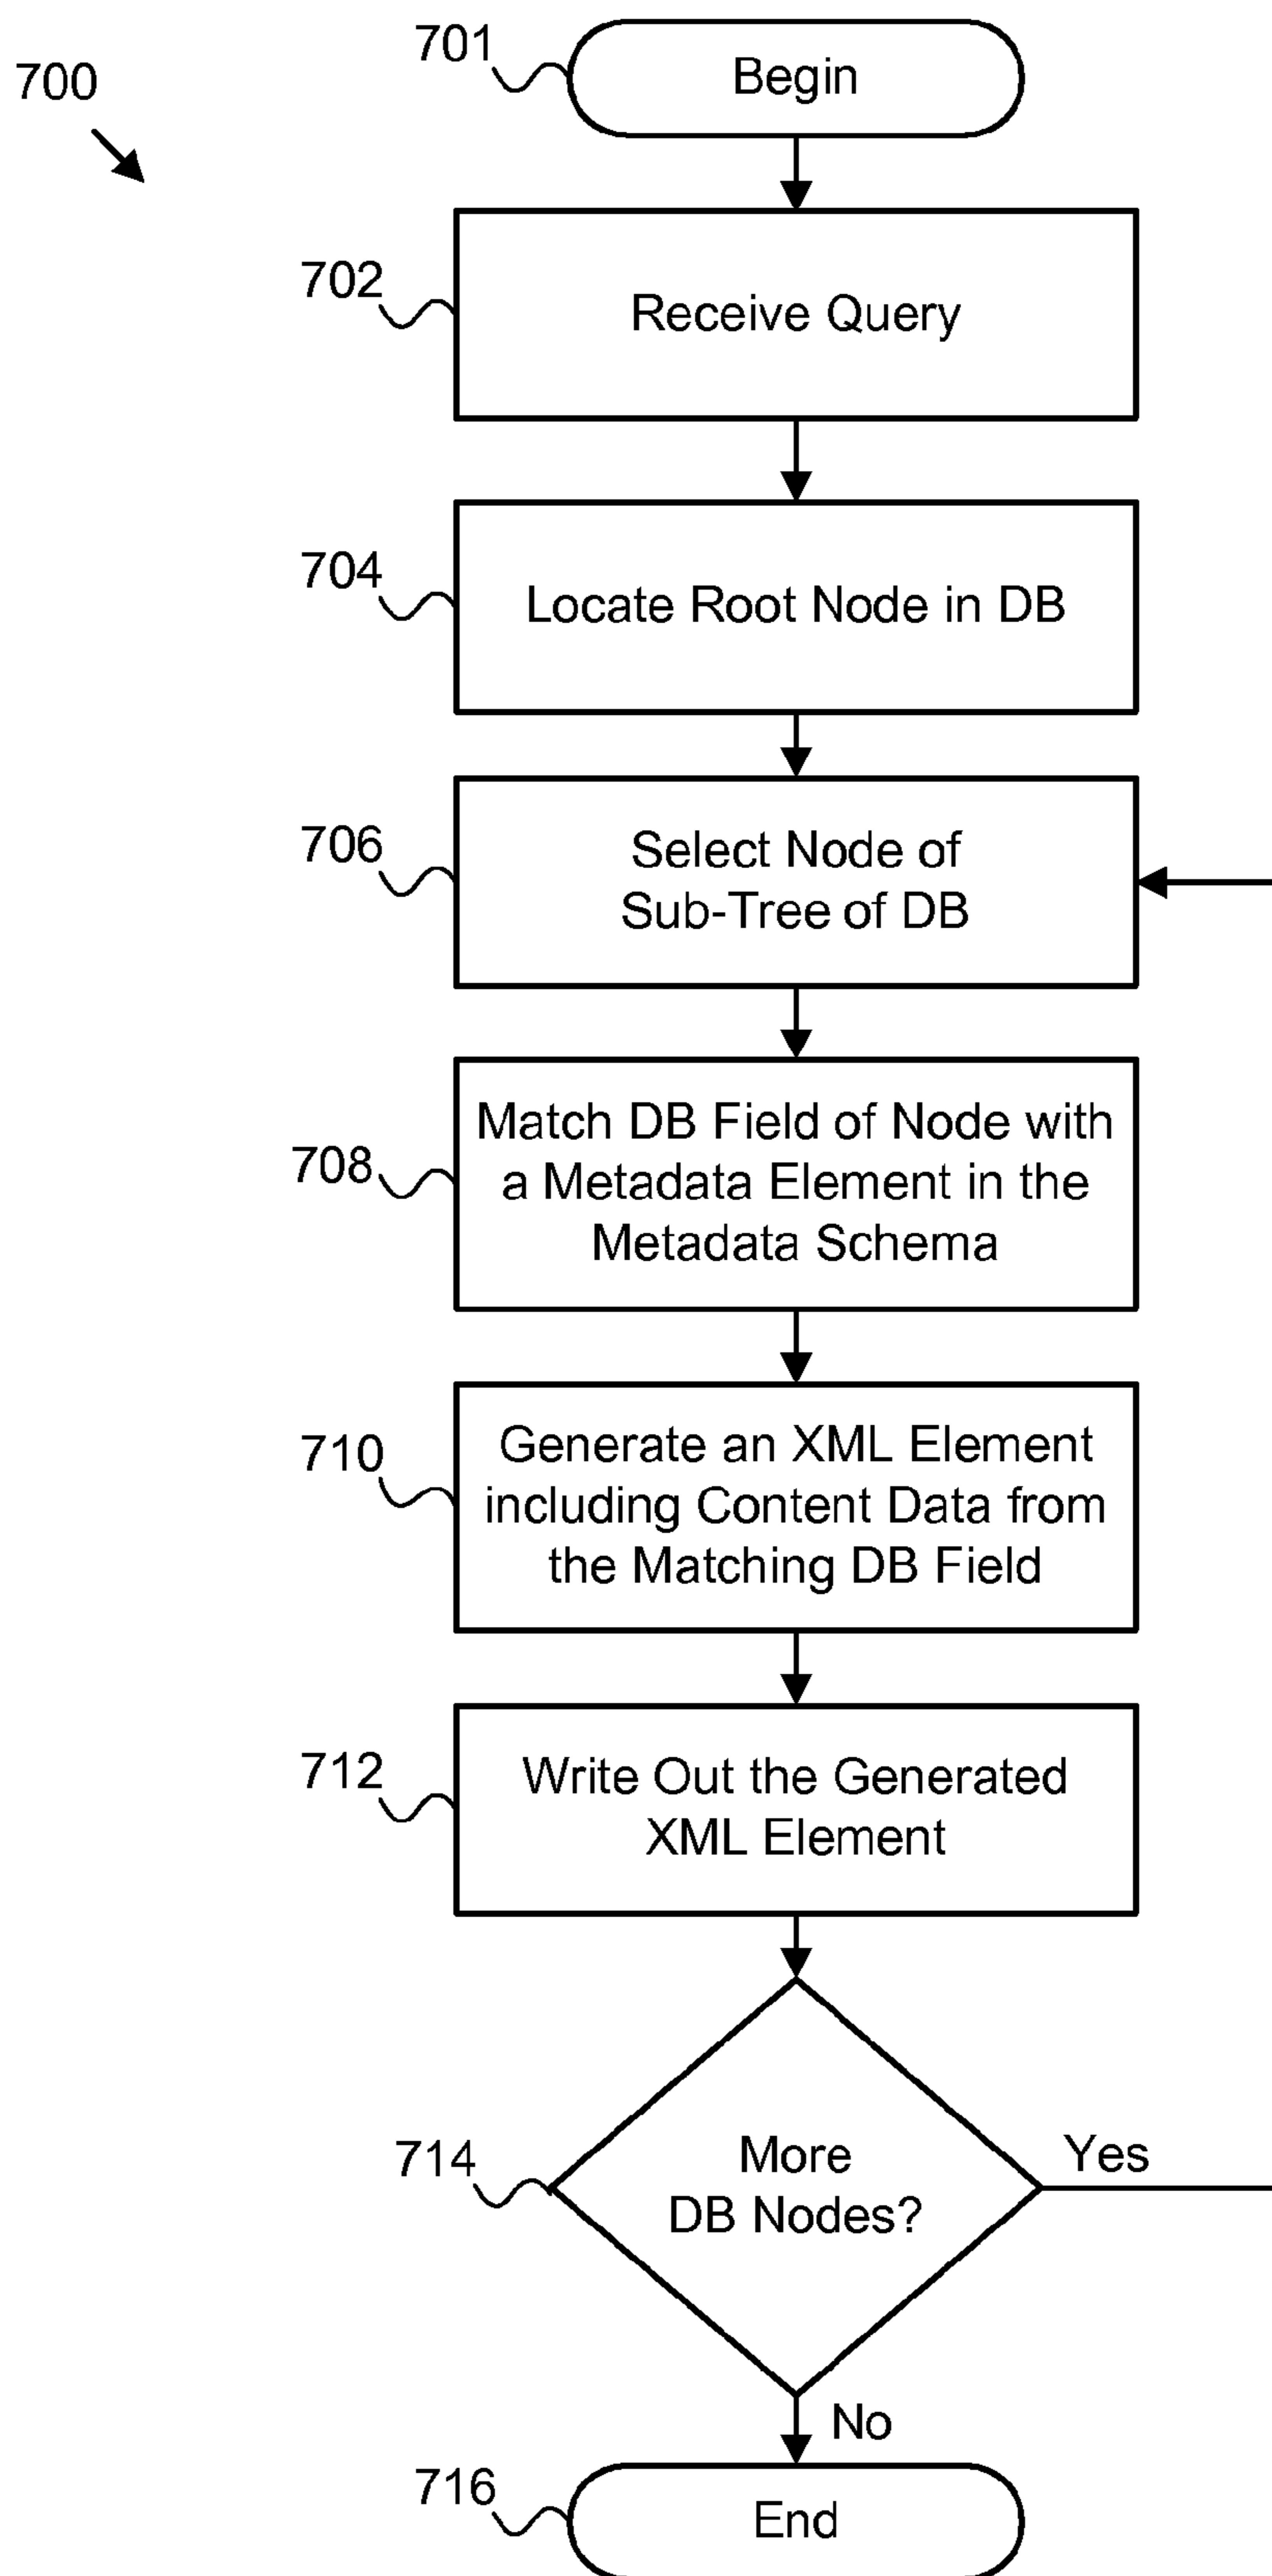 700
701
Begin
702
Receive Query
704
Locate Root Node in DB
706
Select Node of
Sub-Tree of DB
708
Match DB Field of Node with
a Metadata Element in the
Metadata Schema
710
Generate an XML Element
including Content Data from
the Matching DB Field
712
Write Out the Generated
XML Element
714
More
DB Nodes?
Yes
No
716
End